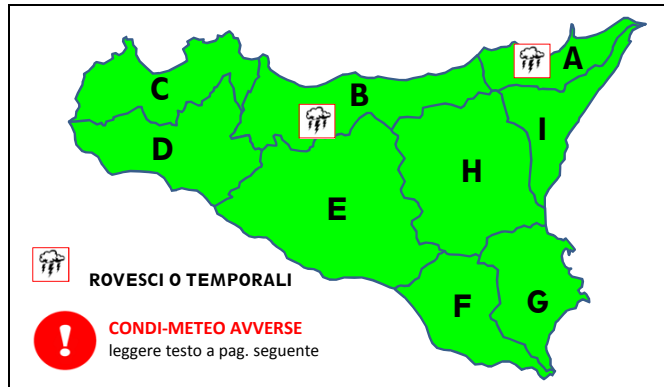 A
B
C
I
D
H
E
ROVESCI O TEMPORALI
F
G
CONDI-METEO AVVERSE
leggere testo a pag. seguente